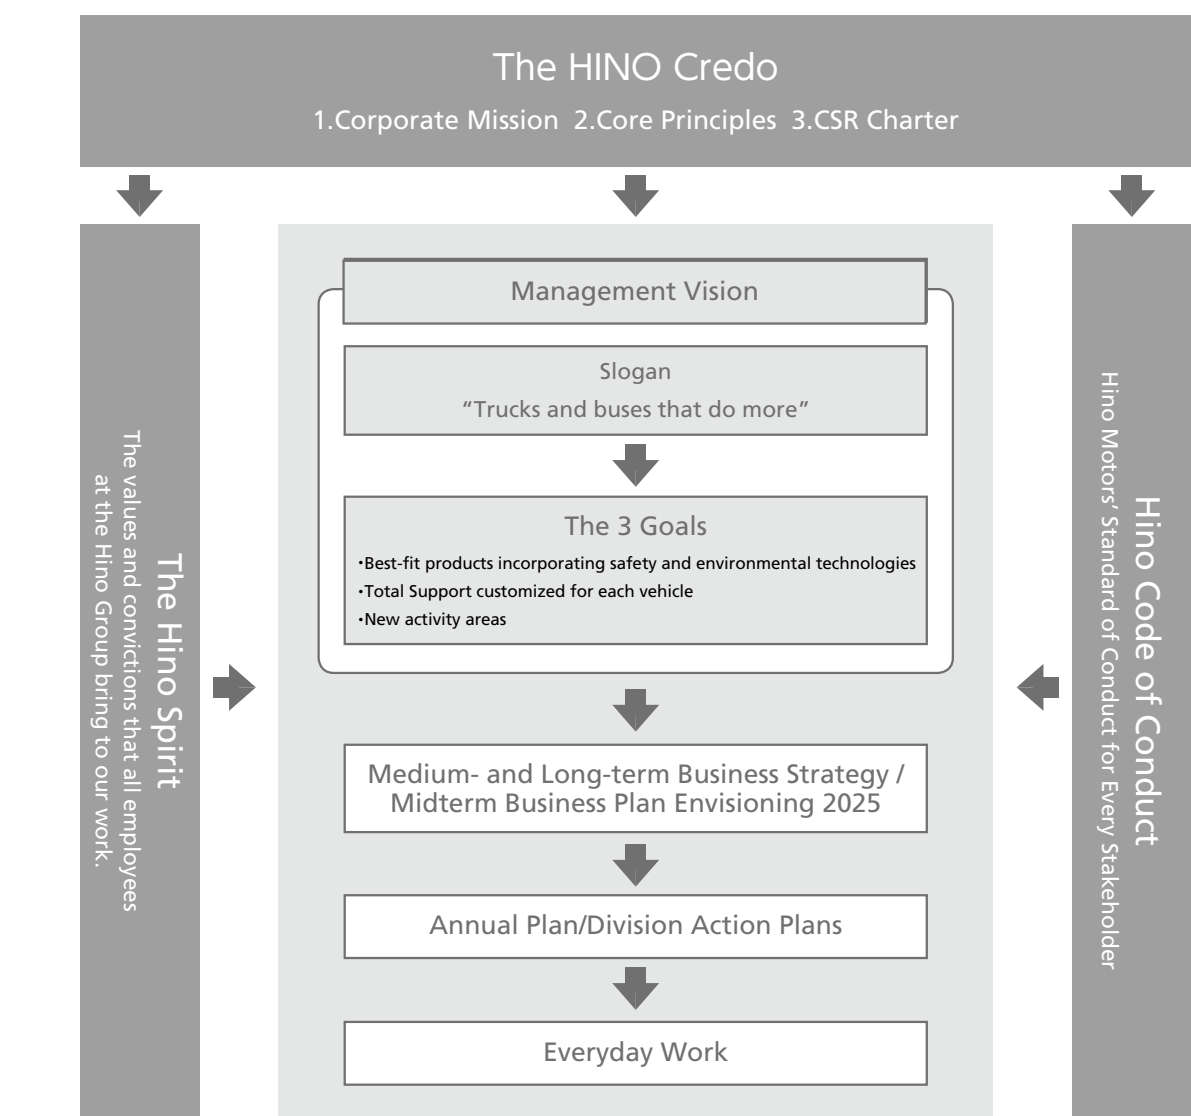 The HINO Credo
1.Corporate Mission 2.Core Principles 3.CSR Charter
The Hino Spirit
The values and convictions that all employees
at the Hino Group bring to our work.
Management Vision
Slogan
“Trucks and buses that do more”
The 3 Goals
・Best-fit products incorporating safety and environmental technologies
・Total Support customized for each vehicle
・New activity areas
Medium- and Long-term Business Strategy /
Midterm Business Plan Envisioning 2025
Annual Plan/Division Action Plans
Everyday Work
Hino Code of Conduct
Hino Motors’ Standard of Conduct for Every Stakeholder